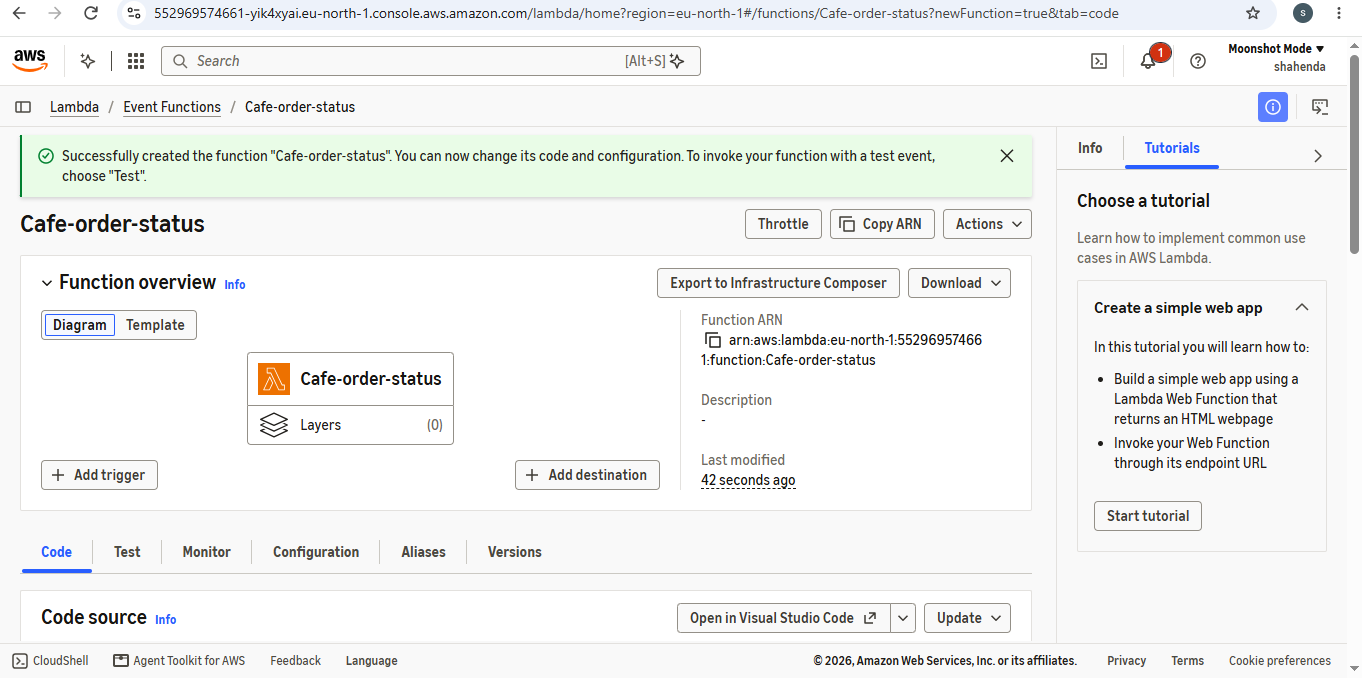 552969574661-yik4xyai.eu-north-1.console.aws.amazon.com/lambda/home?region=eu-north-1#/functions/Cafe-order-status?newFunction=true&tab=code
S
aws
Search
[Alt+S]
1
Moonshot Mode
shahenda
Lambda / Event Functions / Cafe-order-status
Successfully created the function "Cafe-order-status". You can now change its code and configuration. To invoke your function with a test event,
choose "Test".
Cafe-order-status
Throttle
Copy ARN
Actions
Function overview Info
Export to Infrastructure Composer
Download
Diagram
Template
Cafe-order-status
Layers
(0)
Add trigger
Add destination
Function ARN
arn:aws:lambda:eu-north-1:55296957466
1:function:Cafe-order-status
Description
-
Last modified
42 seconds ago
Code
Test
Monitor
Configuration
Aliases
Versions
Code source Info
Open in Visual Studio Code
Update
Info
Tutorials
Choose a tutorial
Learn how to implement common use
cases in AWS Lambda.
Create a simple web app
In this tutorial you will learn how to:
• Build a simple web app using a
Lambda Web Function that
returns an HTML webpage
• Invoke your Web Function
through its endpoint URL
Start tutorial
CloudShell
Agent Toolkit for AWS
Feedback
Language
© 2026, Amazon Web Services, Inc. or its affiliates.
Privacy
Terms
Cookie preferences